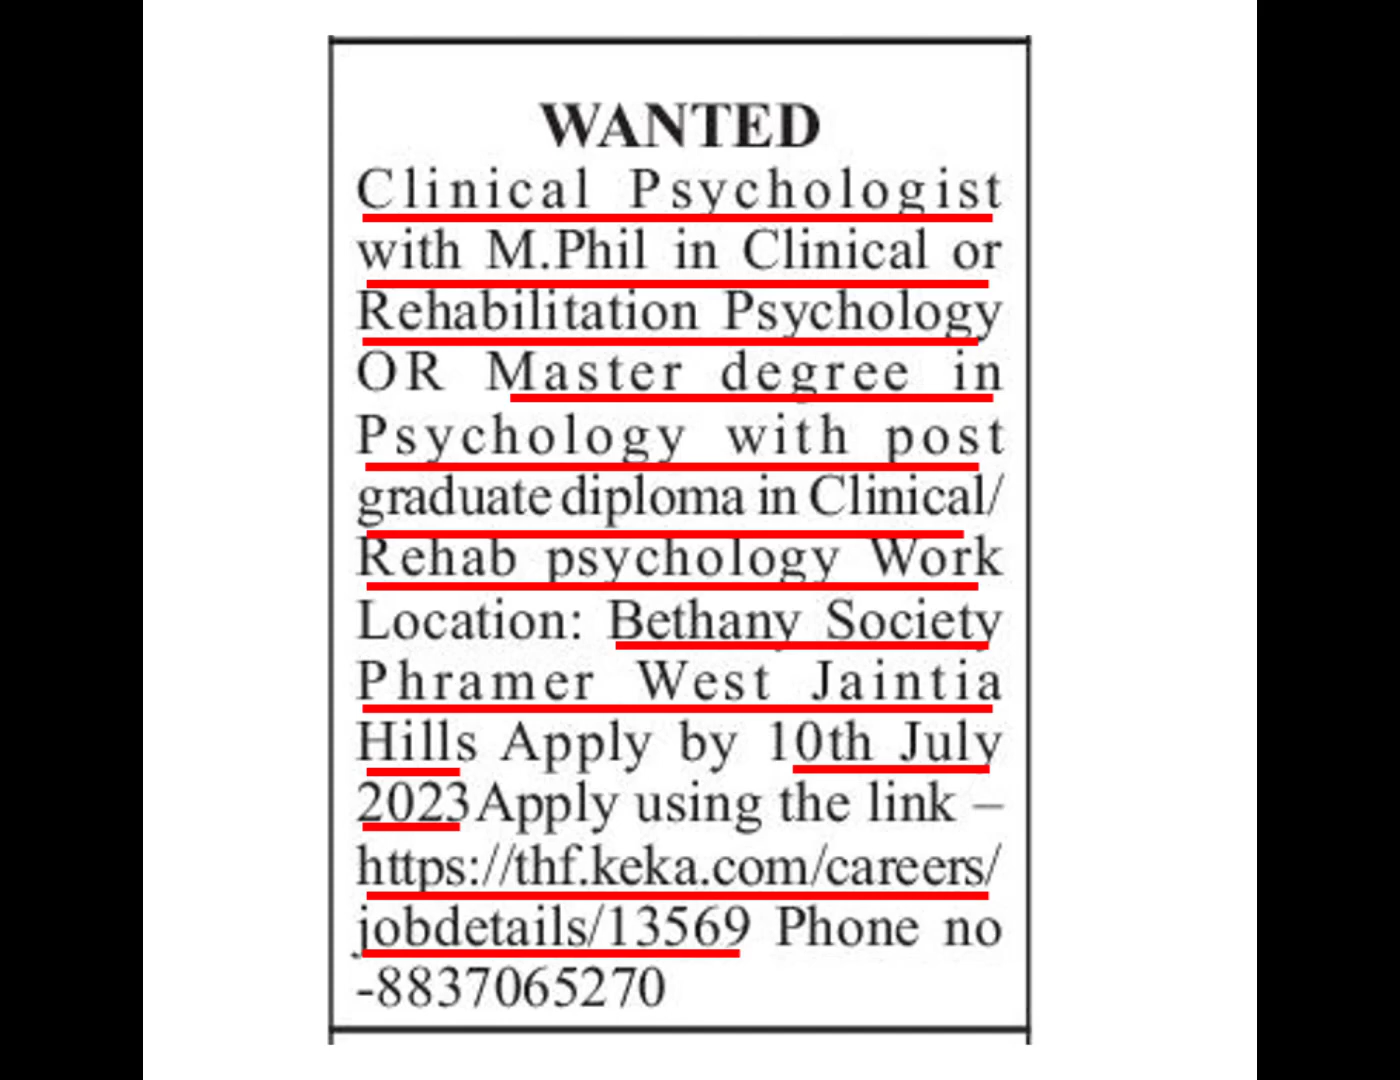 WANTED
Clinical Psychologist
with M.Phil in Clinical or
Rehabilitation Psychology
OR Master degree in
Psychology with post
graduate diploma in Clinical/
Rehab psychology Work
Location: Bethany Society
Phramer West Jaintia
Hills Apply by 10th July
2023 Apply using the link –
https://thf.keka.com/careers/
jobdetails/13569 Phone no
-8837065270